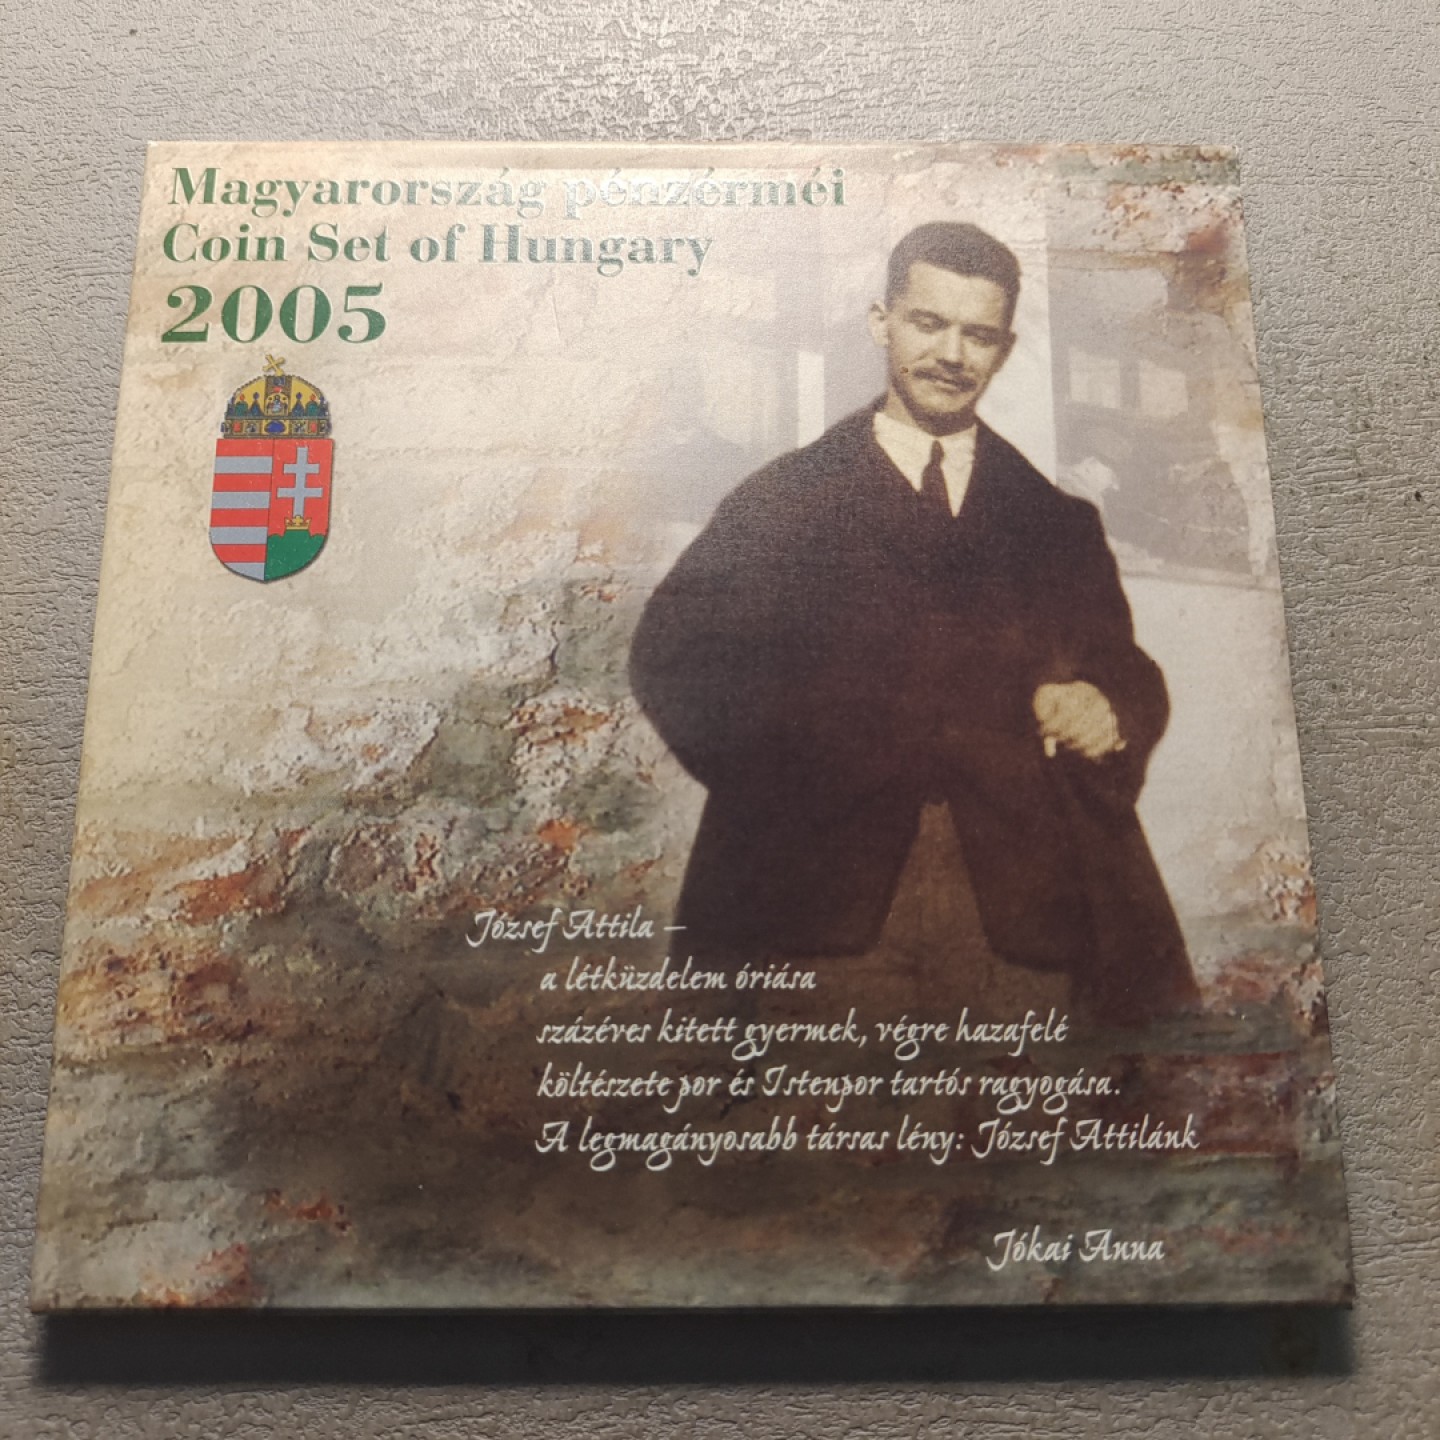 Magyarország pénzérméi
Coin Set of Hungary
2005
József Attila –
a létküzdelem óriása
százéves kitett gyermek, végre hazafelé
költészete por és Istenpor tartós ragyogása.
A legmagányosabb társas lény: József Attilánk
Jókai Anna